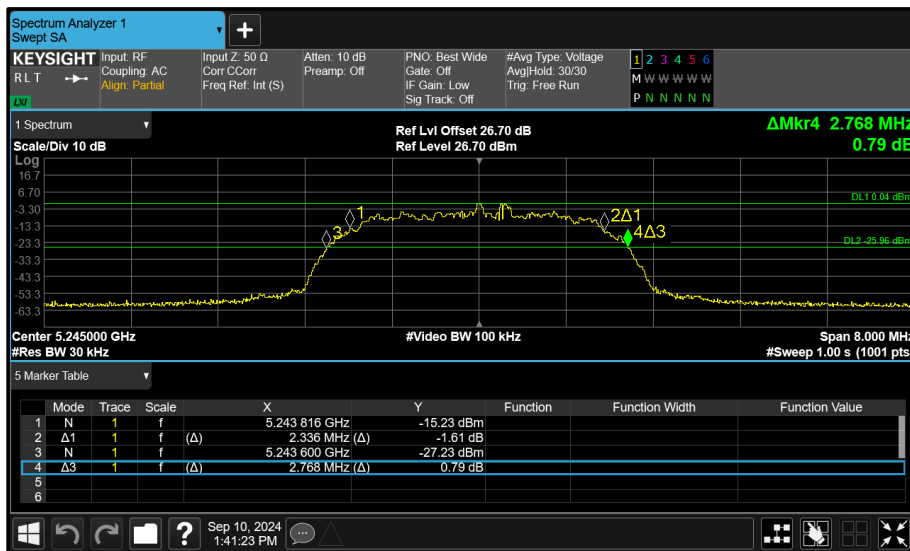 Spectrum Analyzer 1
Swept SA
KEYSIGHT
R L T
LXI
Input: RF
Coupling: AC
Align: Partial
Input Z: 50 Ω
Corr CCorr
Freq Ref: Int (S)
Atten: 10 dB
Preamp: Off
PNO: Best Wide
Gate: Off
IF Gain: Low
Sig Track: Off
#Avg Type: Voltage
Avg|Hold: 30/30
Trig: Free Run
1 2 3 4 5 6
M W W W W W
P N N N N N
1 Spectrum
Scale/Div 10 dB
Ref Lvl Offset 26.70 dB
Ref Level 26.70 dBm
ΔMkr4 2.768 MHz
0.79 dB
Log
16.7
6.70
-3.30
-13.3
-23.3
-33.3
-43.3
-53.3
-63.3
DL1 0.04 dBm
1
2Δ1
3
4Δ3
DL2 -25.96 dBm
Center 5.245000 GHz
#Video BW 100 kHz
Span 8.000 MHz
#Res BW 30 kHz
#Sweep 1.00 s (1001 pts
5 Marker Table
Mode Trace Scale X Y Function Function Width Function Value
1 N 1 f 5.243 816 GHz -15.23 dBm
2 Δ1 1 f (Δ) 2.336 MHz (Δ) -1.61 dB
3 N 1 f 5.243 600 GHz -27.23 dBm
4 Δ3 1 f (Δ) 2.768 MHz (Δ) 0.79 dB
5
6
?
Sep 10, 2024
1:41:23 PM